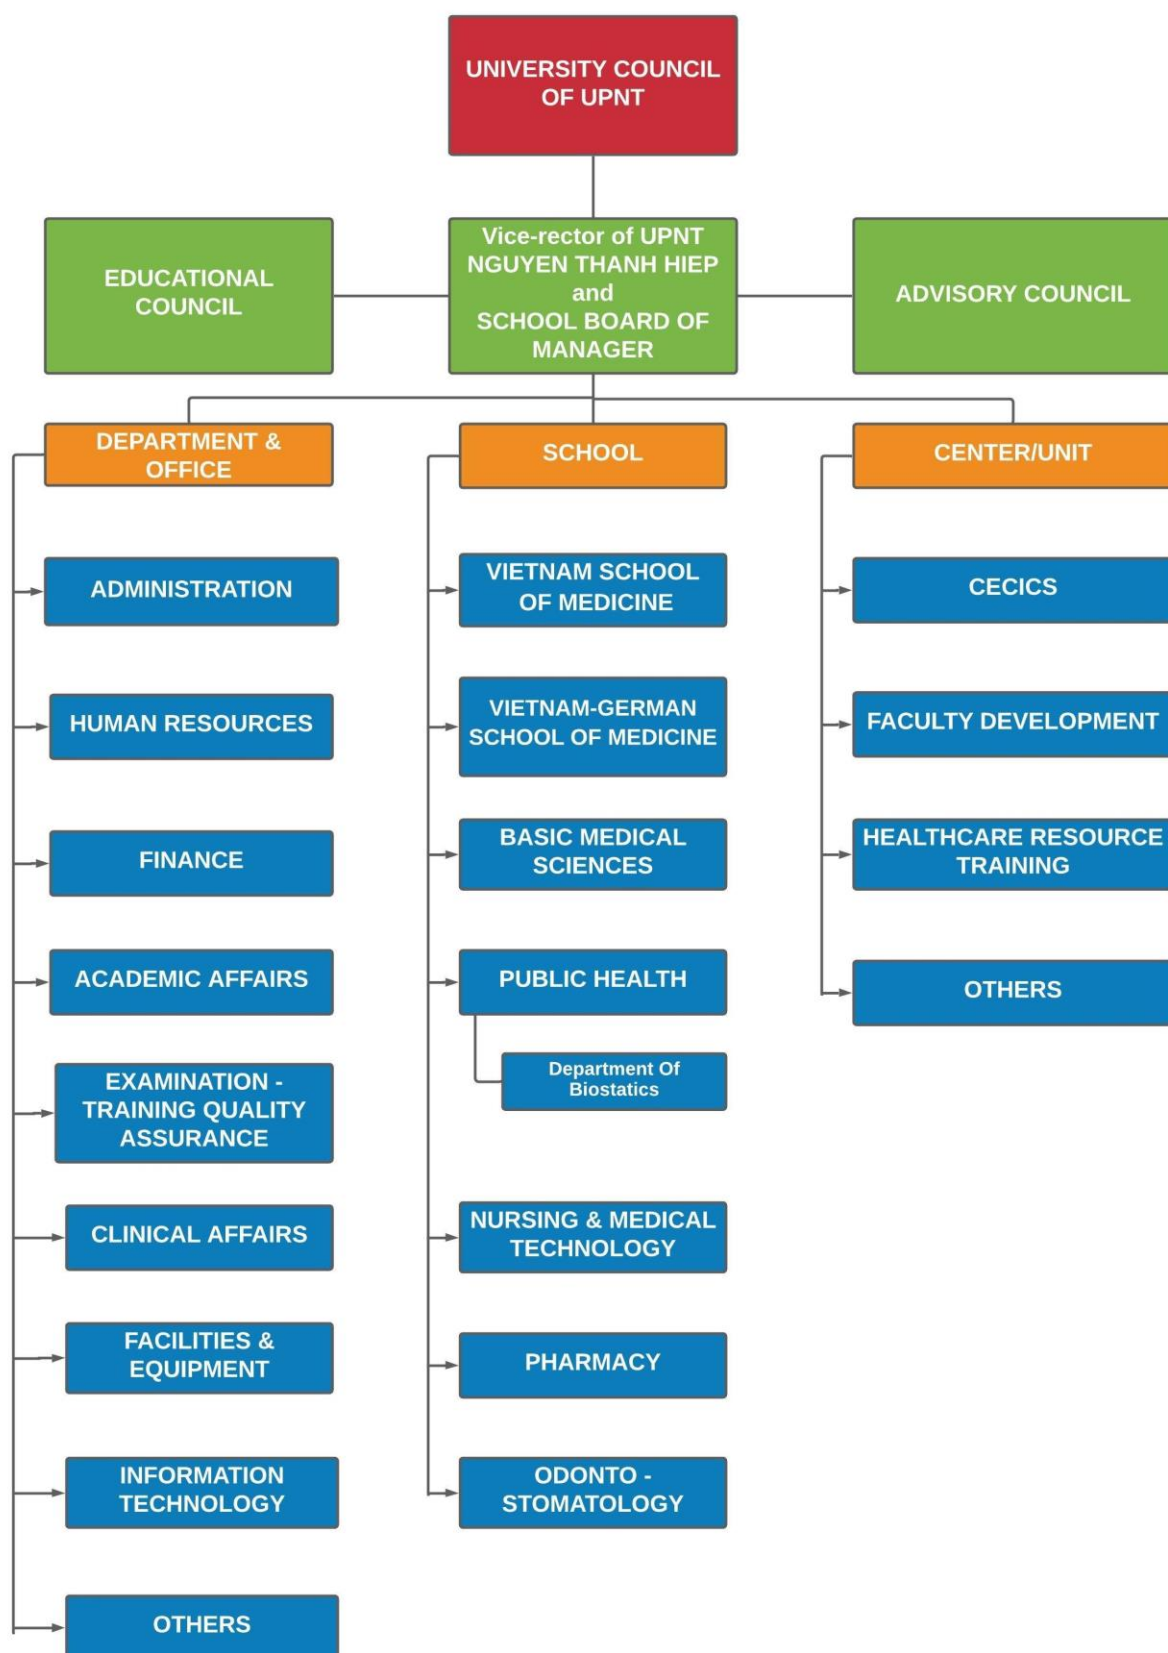 UNIVERSITY COUNCIL
OF UPNT
EDUCATIONAL
COUNCIL
Vice-rector of UPNT
NGUYEN THANH HIEP
and
SCHOOL BOARD OF
MANAGER
ADVISORY COUNCIL
DEPARTMENT &
OFFICE
ADMINISTRATION
HUMAN RESOURCES
FINANCE
ACADEMIC AFFAIRS
EXAMINATION -
TRAINING QUALITY
ASSURANCE
CLINICAL AFFAIRS
FACILITIES &
EQUIPMENT
INFORMATION
TECHNOLOGY
OTHERS
SCHOOL
VIETNAM SCHOOL
OF MEDICINE
VIETNAM-GERMAN
SCHOOL OF MEDICINE
BASIC MEDICAL
SCIENCES
PUBLIC HEALTH
Department Of
Biostatics
NURSING & MEDICAL
TECHNOLOGY
PHARMACY
ODONTO -
STOMATOLOGY
CENTER/UNIT
CECICS
FACULTY DEVELOPMENT
HEALTHCARE RESOURCE
TRAINING
OTHERS